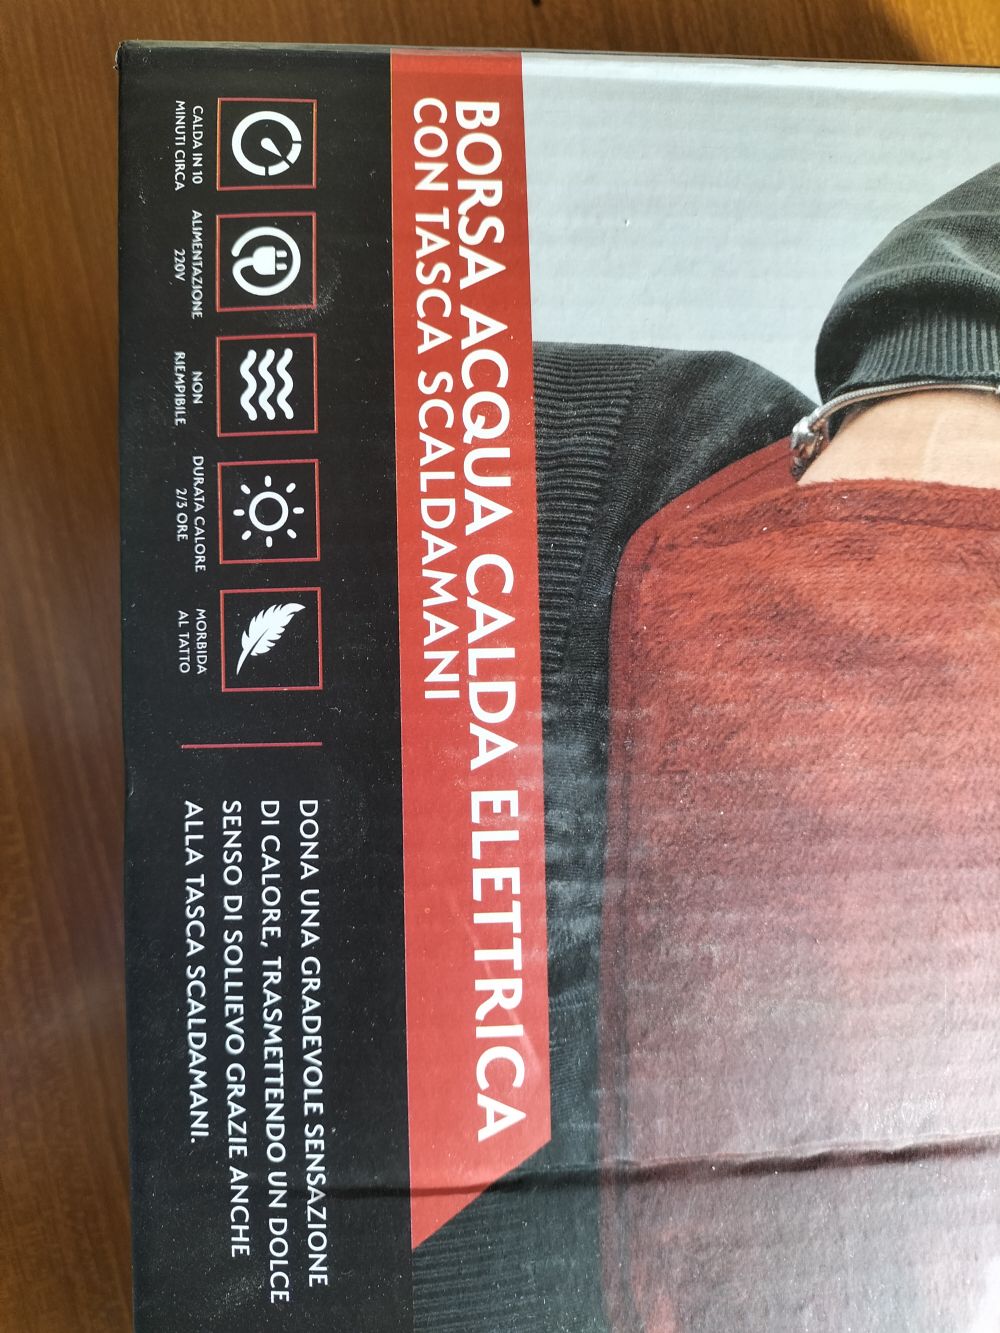 BORSA ACQUA CALDA ELETTRICA
CON TASCA SCALDAMANI
CALDA IN 10
MINUTI CIRCA
ALIMENTAZIONE
220V
NON
RIEMPIBILE
DURATA CALORE
2/3 ORE
MORBIDA
AL TATTO
DONA UNA GRADEVOLE SENSAZIONE
DI CALORE, TRASMETTENDO UN DOLCE
SENSO DI SOLLIEVO GRAZIE ANCHE
ALLA TASCA SCALDAMANI.